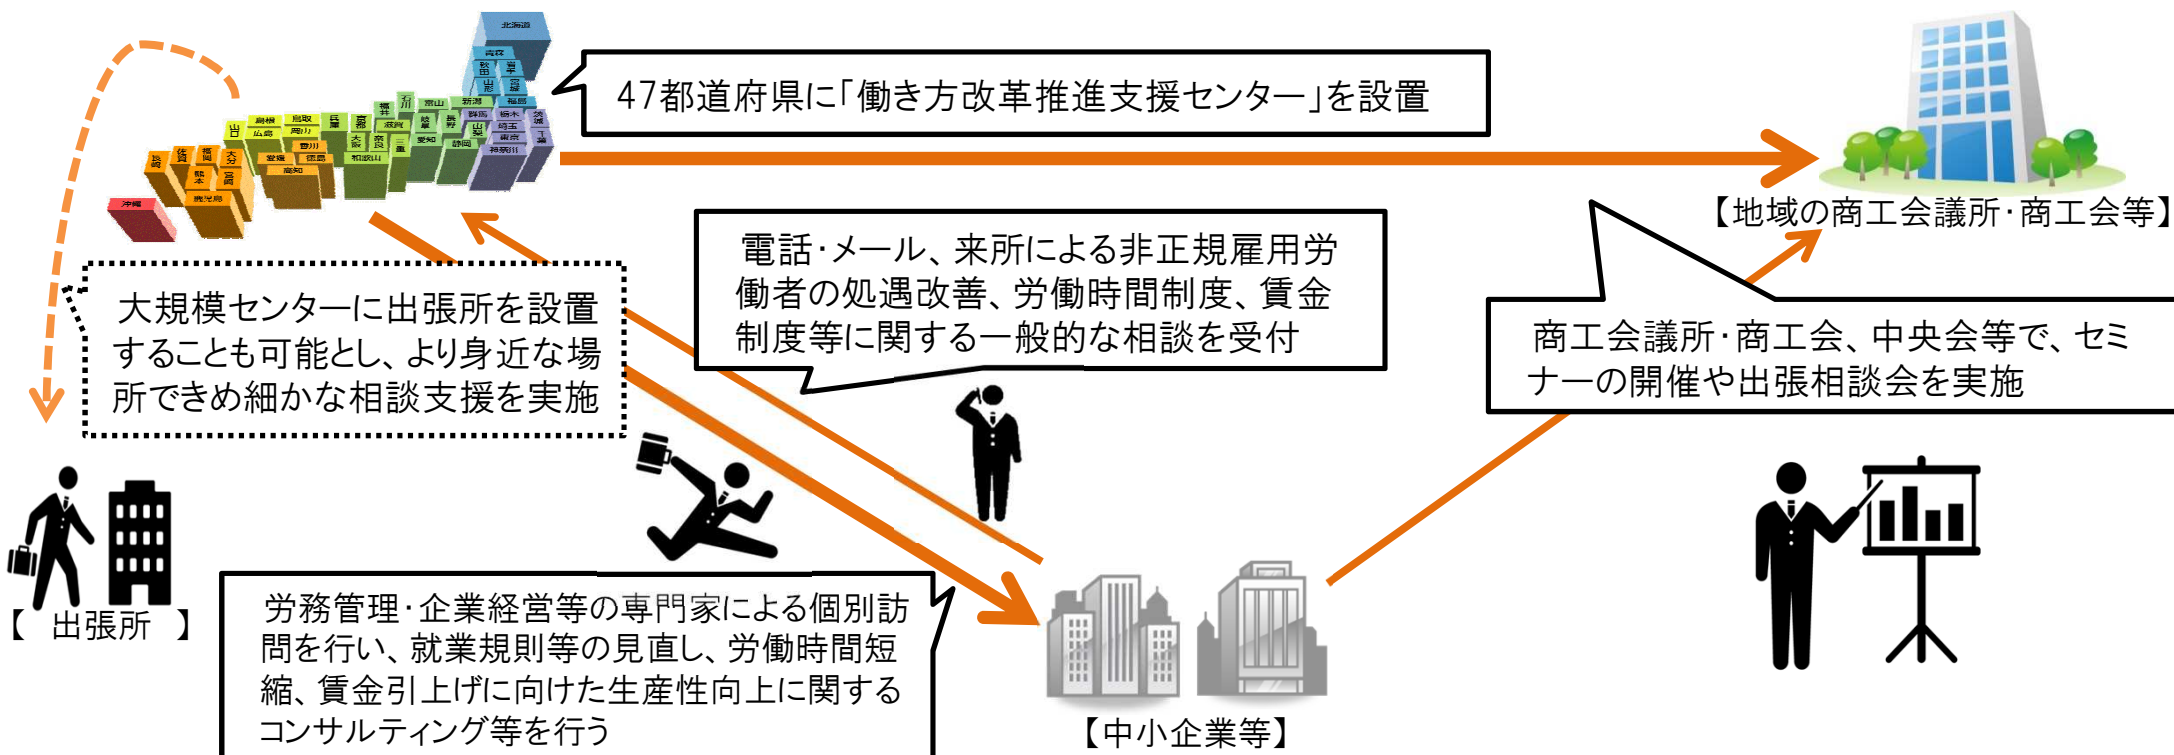 北海道
青森
秋田
岩手
山形
宮城
福島
石川
福井
富山
新潟
群馬
栃木
茨城
山口
島根
鳥取
兵庫
京都
滋賀
岐阜
長野
山梨
埼玉
千葉
広島
岡山
大阪
奈良
三重
愛知
静岡
東京
神奈川
香川
和歌山
愛媛
徳島
高知
長崎
佐賀
福岡
大分
熊本
宮崎
鹿児島
沖縄
47都道府県に「働き方改革推進支援センター」を設置
【地域の商工会議所・商工会等】
電話・メール、来所による非正規雇用労
働者の処遇改善、労働時間制度、賃金
制度等に関する一般的な相談を受付
大規模センターに出張所を設置
することも可能とし、より身近な場
所できめ細かな相談支援を実施
商工会議所・商工会、中央会等で、セミ
ナーの開催や出張相談会を実施
【 出張所 】
労務管理・企業経営等の専門家による個別訪
問を行い、就業規則等の見直し、労働時間短
縮、賃金引上げに向けた生産性向上に関する
コンサルティング等を行う
【中小企業等】